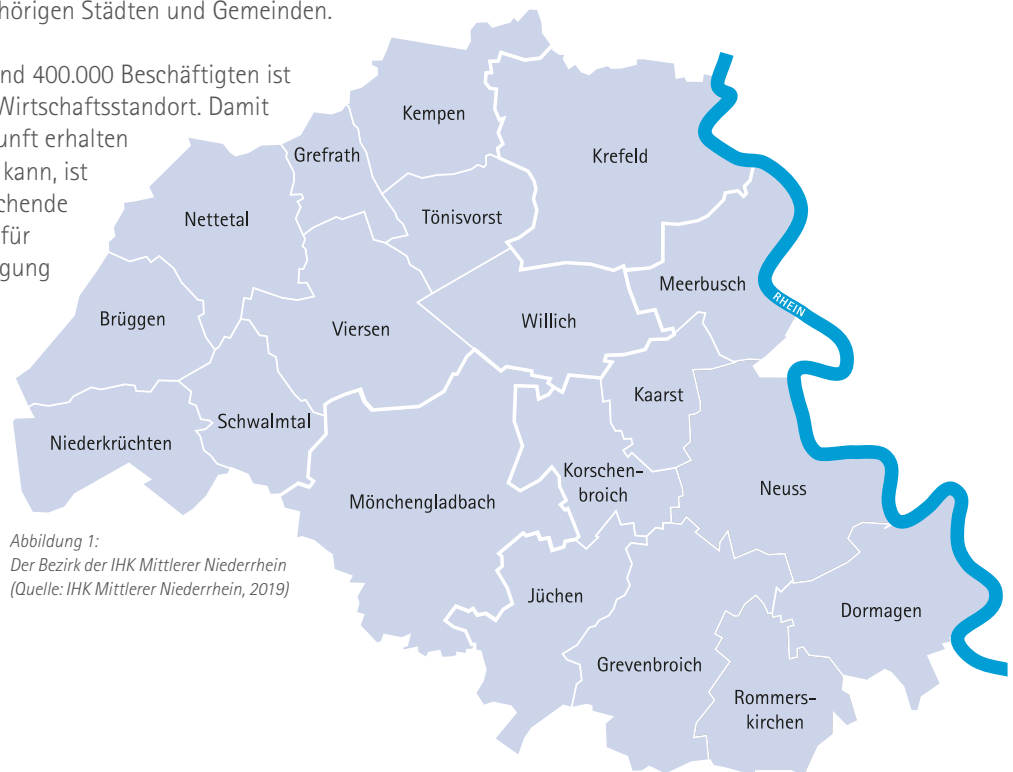 hörigen Städten und Gemeinden.
nd 400.000 Beschäftigten ist
Wirtschaftsstandort. Damit
unft erhalten
kann, ist
chende
für
gung
Kempen
Grefrath
Krefeld
Nettetal
Tönisvorst
Meerbusch
RHEIN
Brüggen
Viersen
Willich
Kaarst
Schwalmtal
Niederkrüchten
Korschen-
broich
Neuss
Mönchengladbach
Abbildung 1:
Der Bezirk der IHK Mittlerer Niederrhein
(Quelle: IHK Mittlerer Niederrhein, 2019)
Jüchen
Dormagen
Grevenbroich
Rommers-
kirchen